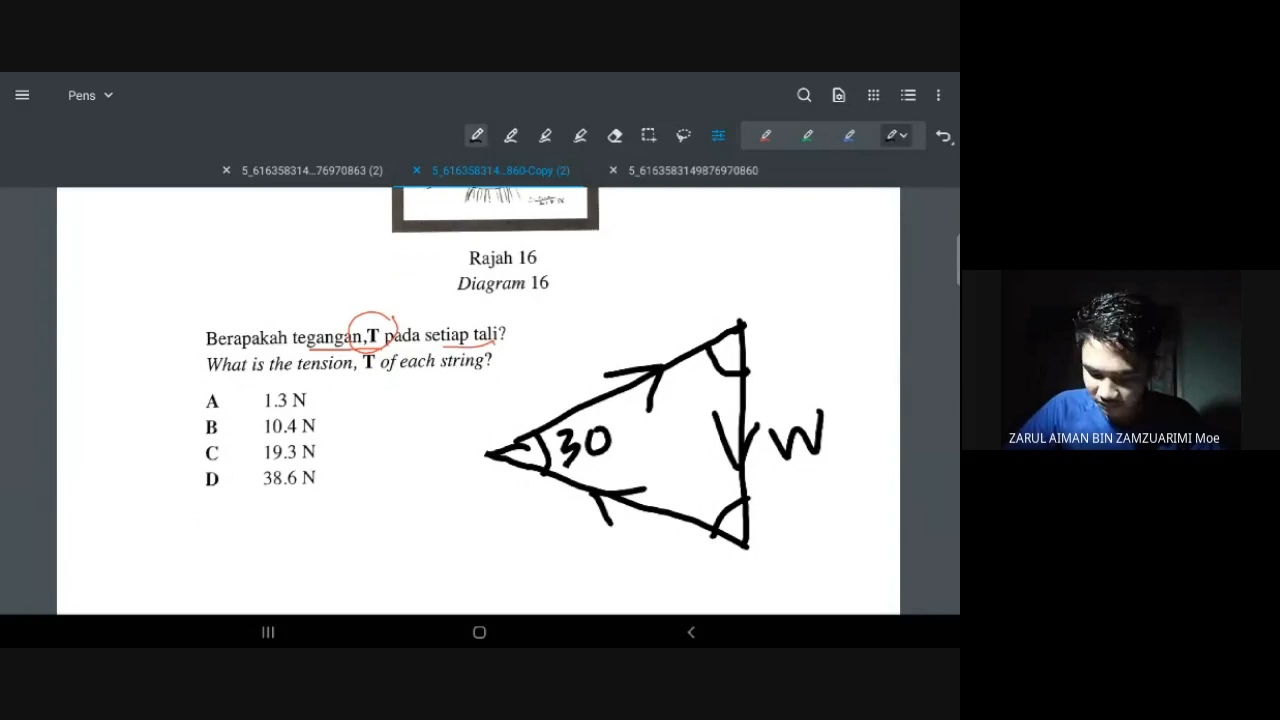 Pens
5_616358314...76970863 (2)
5_616358314...860-Copy (2)
5_6163583149876970860
Rajah 16
Diagram 16
Berapakah tegangan,T pada setiap tali?
What is the tension, T of each string?
A 1.3 N
B 10.4 N
C 19.3 N
D 38.6 N
30
W
ZARUL AIMAN BIN ZAMZUARIMI Moe